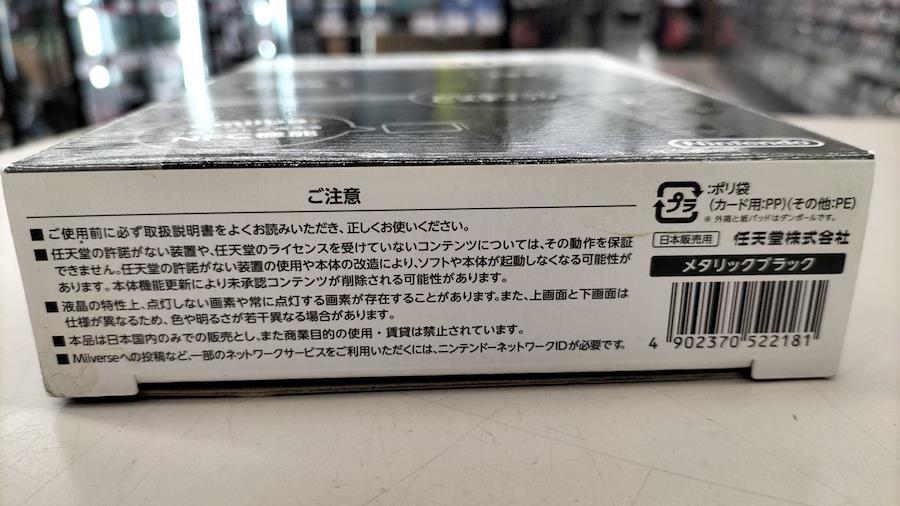 Nintendo
ご注意
■ご使用前に必ず取扱説明書をよくお読みいただき、正しくお使いください。
■任天堂の許諾がない装置や、任天堂のライセンスを受けていないコンテンツについては、その動作を保証
できません。任天堂の許諾がない装置の使用や本体の改造により、ソフトや本体が起動しなくなる可能性が
あります。本体機能更新により未承認コンテンツが削除される可能性があります。
■液晶の特性上、点灯しない画素や常に点灯する画素が存在することがあります。また、上画面と下画面は
仕様が異なるため、色や明るさが若干異なる場合があります。
■本品は日本国内のみでの販売とし、また商業目的の使用・賃貸は禁止されています。
■Miiverseへの投稿など、一部のネットワークサービスをご利用いただくには、ニンテンドーネットワークIDが必要です。
プラ
:ポリ袋
(カード用:PP)(その他:PE)
※ 外箱と紙パッドはダンボールです。
日本販売用 任天堂株式会社
メタリックブラック
4 902370 522181